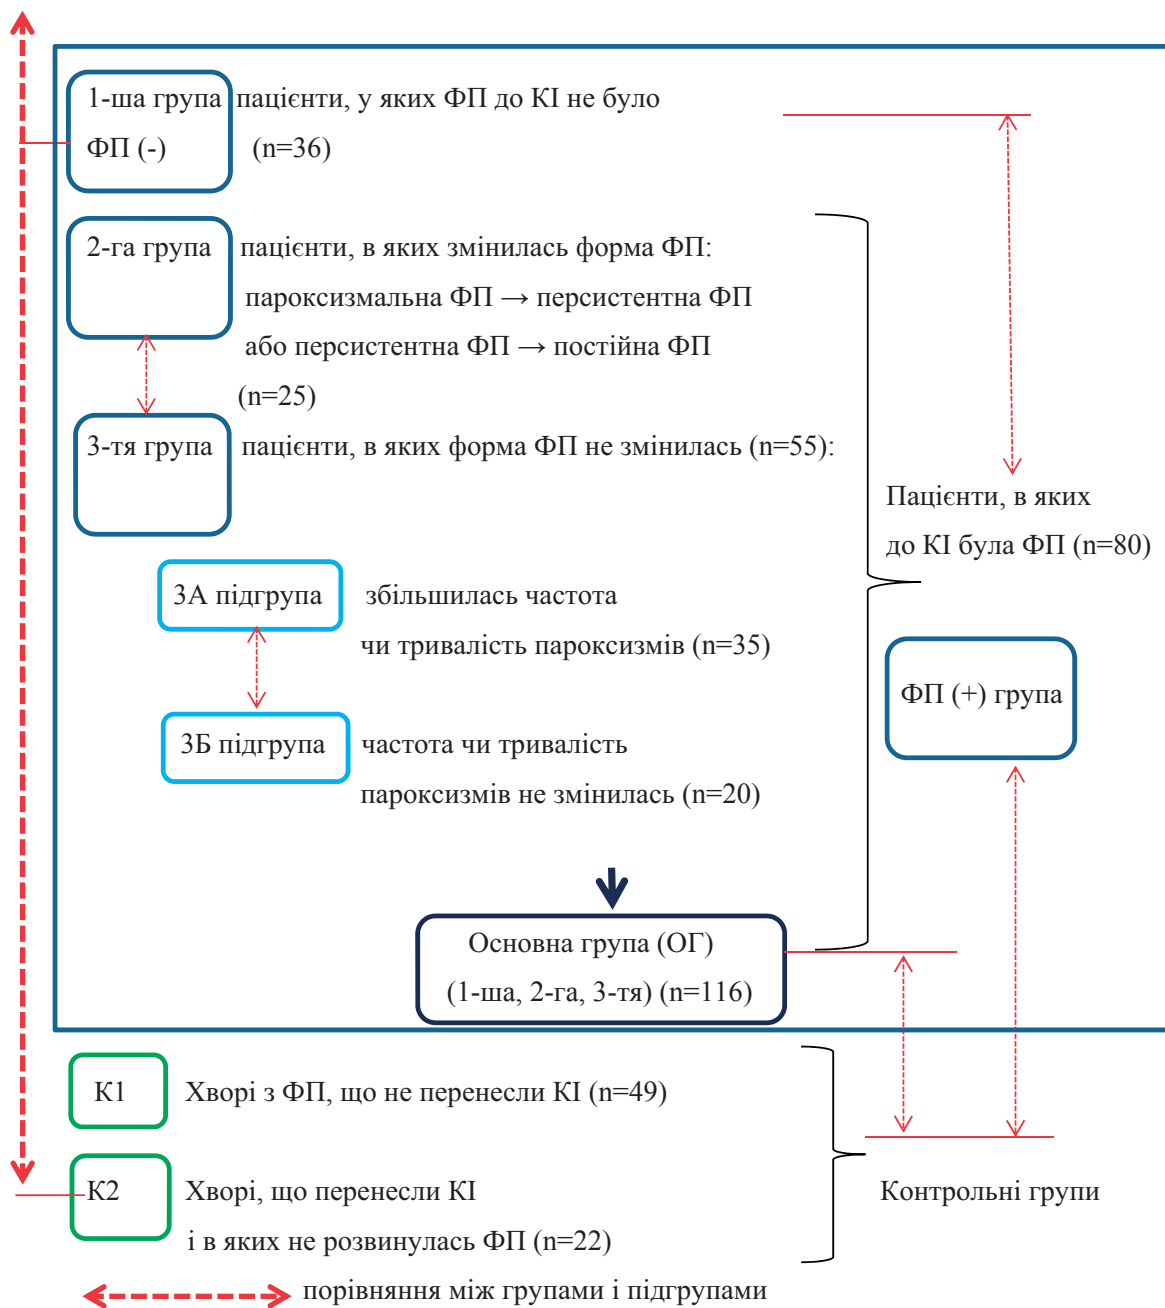 1-ша група пацієнти, у яких ФП до КІ не було
ФП (-) (n=36)
2-га група пацієнти, в яких змінилась форма ФП:
пароксизмальна ФП → персистентна ФП
або персистентна ФП → постійна ФП
(n=25)
3-тя група пацієнти, в яких форма ФП не змінилась (n=55):
Пацієнти, в яких
до КІ була ФП (n=80)
3А підгрупа збільшилась частота
чи тривалість пароксизмів (n=35)
ФП (+) група
3Б підгрупа частота чи тривалість
пароксизмів не змінилась (n=20)
Основна група (ОГ)
(1-ша, 2-га, 3-тя) (n=116)
К1 Хворі з ФП, що не перенесли КІ (n=49)
К2 Хворі, що перенесли КІ
і в яких не розвинулась ФП (n=22)
Контрольні групи
порівняння між групами і підгрупами